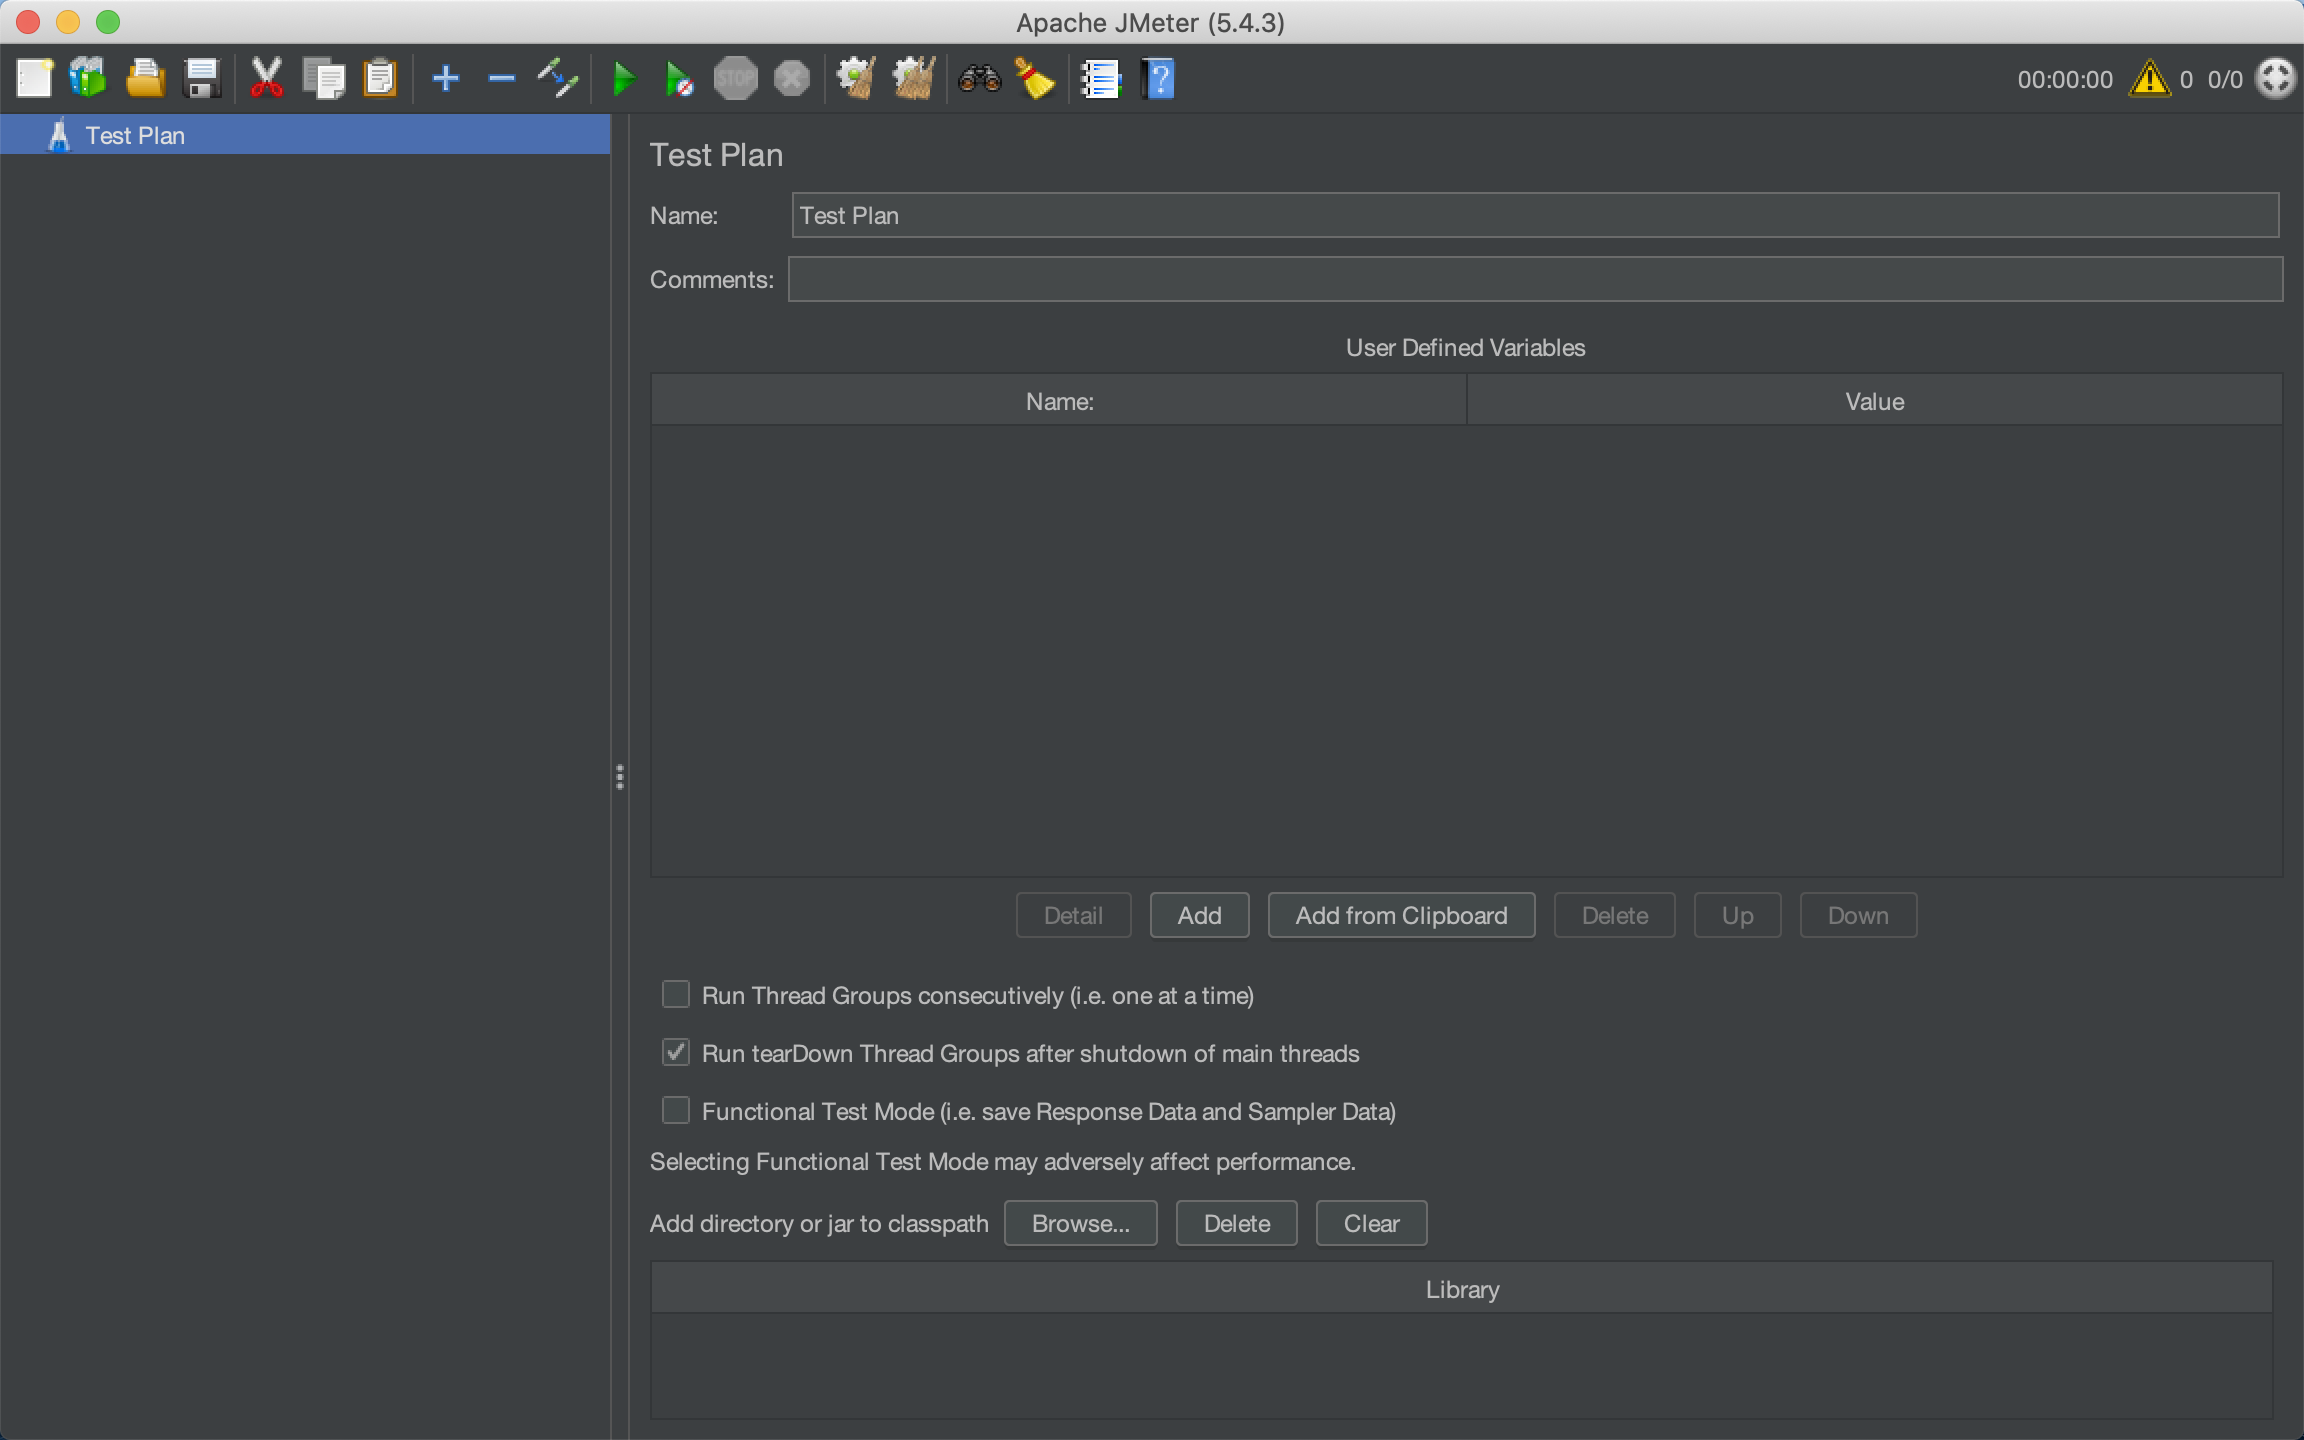 Apache JMeter (5.4.3)
STOP
00:00:00 0 0/0
Test Plan
Test Plan
Name: Test Plan
Comments:
User Defined Variables
Name: Value
Detail Add Add from Clipboard Delete Up Down
Run Thread Groups consecutively (i.e. one at a time)
Run tearDown Thread Groups after shutdown of main threads
Functional Test Mode (i.e. save Response Data and Sampler Data)
Selecting Functional Test Mode may adversely affect performance.
Add directory or jar to classpath Browse... Delete Clear
Library